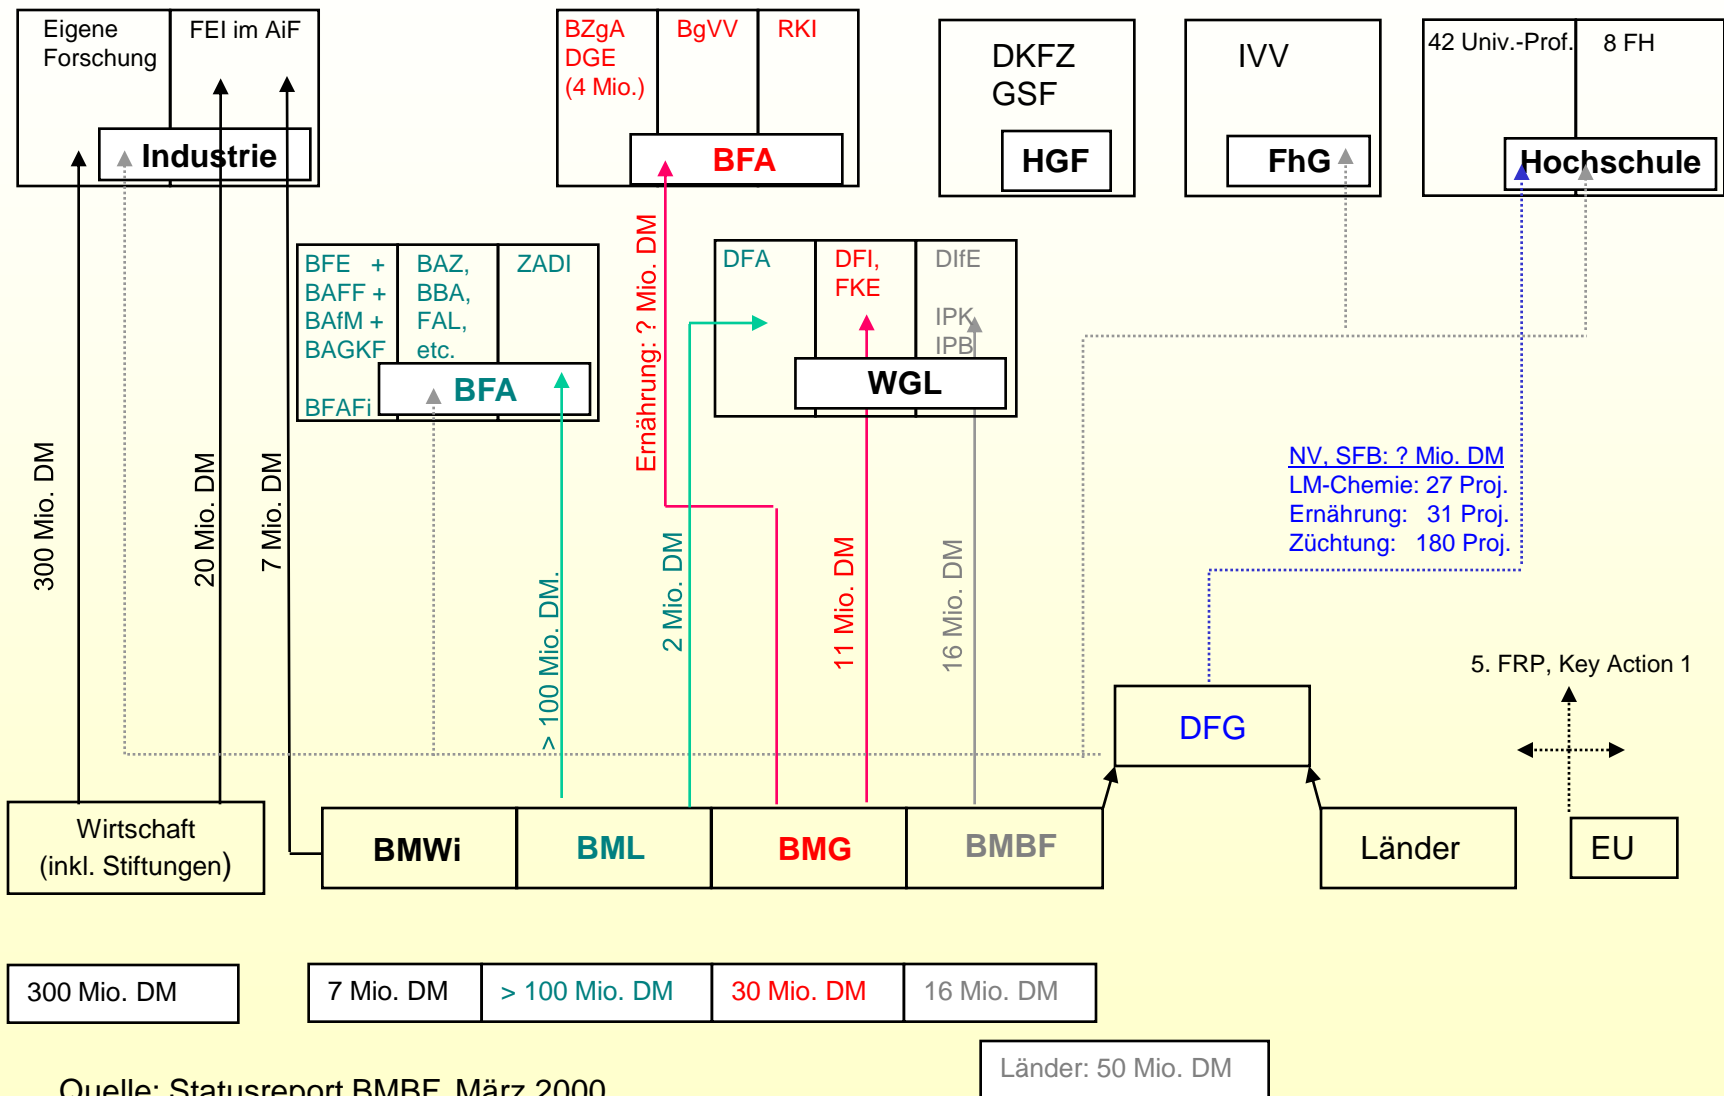 Eigene
Forschung
FEI im AiF
Industrie
BZgA
DGE
(4 Mio.)
BgVV
RKI
BFA
DKFZ
GSF
HGF
IVV
FhG
42 Univ.-Prof.
8 FH
Hochschule
BFE +
BAFF +
BAfM +
BAGKF
BFAFi
BAZ,
BBA,
FAL,
etc.
ZADI
BFA
DFA
DFI,
FKE
DIfE
IPK
IPB
WGL
300 Mio. DM
20 Mio. DM
7 Mio. DM
> 100 Mio. DM.
Ernährung: ? Mio. DM
2 Mio. DM
11 Mio. DM
16 Mio. DM
NV, SFB: ? Mio. DM
LM-Chemie: 27 Proj.
Ernährung: 31 Proj.
Züchtung: 180 Proj.
5. FRP, Key Action 1
DFG
Wirtschaft
(inkl. Stiftungen)
BMWi
BML
BMG
BMBF
Länder
EU
300 Mio. DM
7 Mio. DM
> 100 Mio. DM
30 Mio. DM
16 Mio. DM
Länder: 50 Mio. DM
Quelle: Statusreport BMBF, März 2000